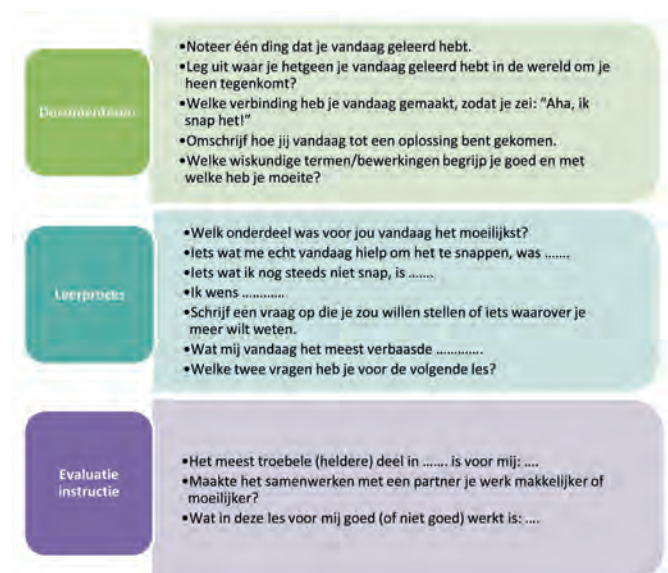 Documenteren
•Noteer één ding dat je vandaag geleerd hebt.
•Leg uit waar je hetgeen je vandaag geleerd hebt in de wereld om je
heen tegenkomt?
•Welke verbinding heb je vandaag gemaakt, zodat je zei: "Aha, ik
snap het!"
•Omschrijf hoe jij vandaag tot een oplossing bent gekomen.
•Welke wiskundige termen/bewerkingen begrijp je goed en met
welke heb je moeite?
Leerproces
•Welk onderdeel was voor jou vandaag het moeilijkst?
•Iets wat me echt vandaag hielp om het te snappen, was .......
•Iets wat ik nog steeds niet snap, is .......
•Ik wens ............
•Schrijf een vraag op die je zou willen stellen of iets waarover je
meer wilt weten.
•Wat mij vandaag het meest verbaasde .............
•Welke twee vragen heb je voor de volgende les?
Evaluatie
instructie
•Het meest troebele (heldere) deel in ....... is voor mij: ....
•Maakte het samenwerken met een partner je werk makkelijker of
moeilijker?
•Wat in deze les voor mij goed (of niet goed) werkt is: ....